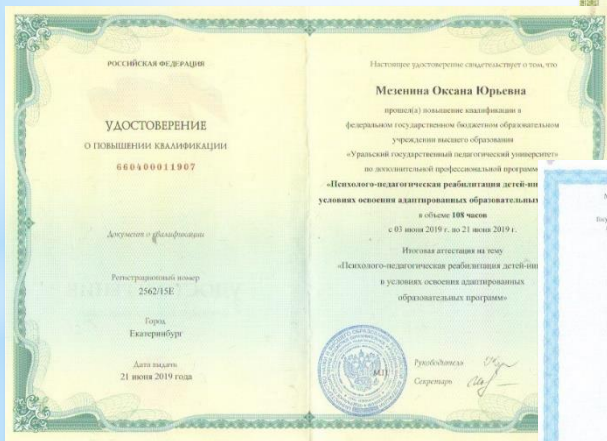 РОССИЙСКАЯ ФЕДЕРАЦИЯ
УДОСТОВЕРЕНИЕ
О ПОВЫШЕНИИ КВАЛИФИКАЦИИ
660400011907
Документ о квалификации
Регистрационный номер
2562/15Е
Город
Екатеринбург
Дата выдачи
21 июня 2019 года
Настоящее удостоверение свидетельствует о том, что
Мезенина Оксана Юрьевна
прошел(а) повышение квалификации в
федеральном государственном бюджетном образовательном
учреждении высшего образования
«Уральский государственный педагогический университет»
по дополнительной профессиональной программе
«Психолого-педагогическая реабилитация детей-
условиях освоения адаптированных образовательных
в объеме 108 часов
с 03 июня 2019 г. по 21 июня 2019 г.
Итоговая аттестация на тему
«Психолого-педагогическая реабилитация детей-
в условиях освоения адаптированных
образовательных программ»
М.П.
Руководитель
Секретарь